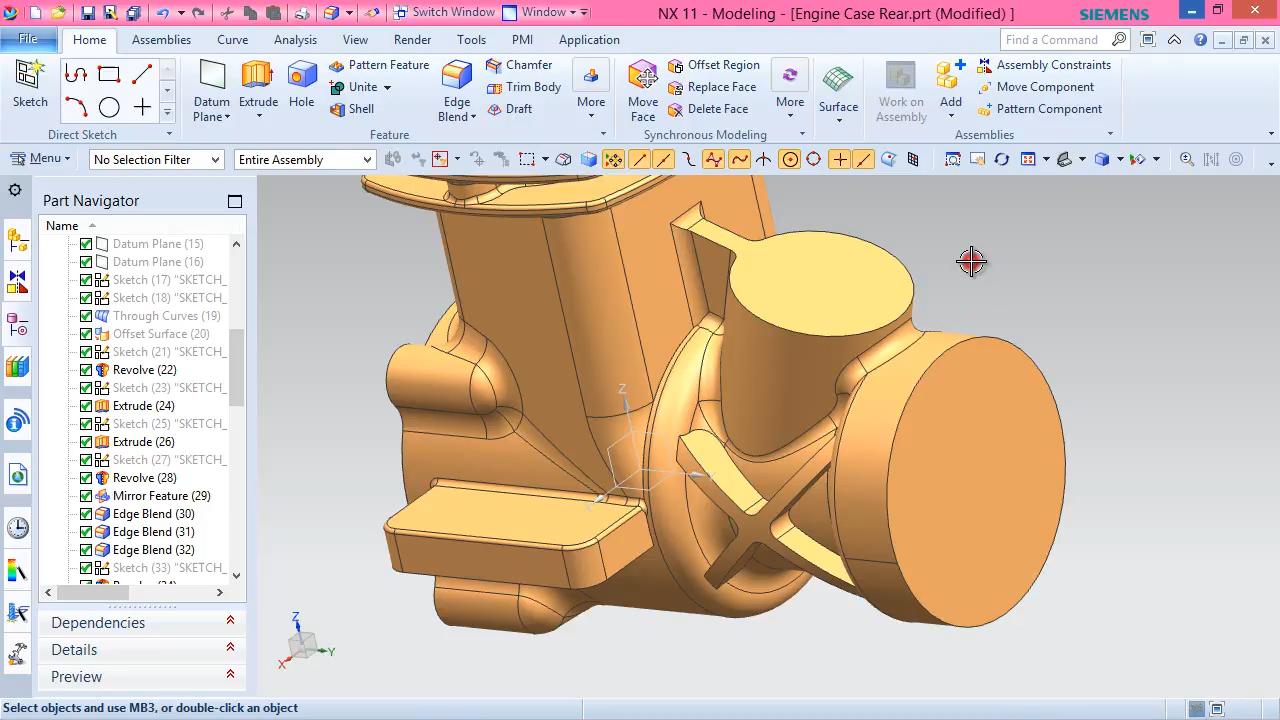 Switch Window
Window
NX 11 - Modeling - [Engine Case Rear.prt (Modified) ]
SIEMENS
File
Home
Assemblies
Curve
Analysis
View
Render
Tools
PMI
Application
Find a Command
Sketch
Direct Sketch
Datum Plane
Extrude
Hole
Pattern Feature
Unite
Shell
Edge Blend
Chamfer
Trim Body
Draft
More
Feature
Move Face
Offset Region
Replace Face
Delete Face
More
Synchronous Modeling
Surface
Work on Assembly
Add
Assembly Constraints
Move Component
Pattern Component
Assemblies
Menu
No Selection Filter
Entire Assembly
Part Navigator
Name
Datum Plane (15)
Datum Plane (16)
Sketch (17) "SKETCH_
Sketch (18) "SKETCH_
Through Curves (19)
Offset Surface (20)
Sketch (21) "SKETCH_
Revolve (22)
Sketch (23) "SKETCH_
Extrude (24)
Sketch (25) "SKETCH_
Extrude (26)
Sketch (27) "SKETCH_
Revolve (28)
Mirror Feature (29)
Edge Blend (30)
Edge Blend (31)
Edge Blend (32)
Sketch (33) "SKETCH_
Dependencies
Details
Preview
Z
Z
Y
X
Select objects and use MB3, or double-click an object